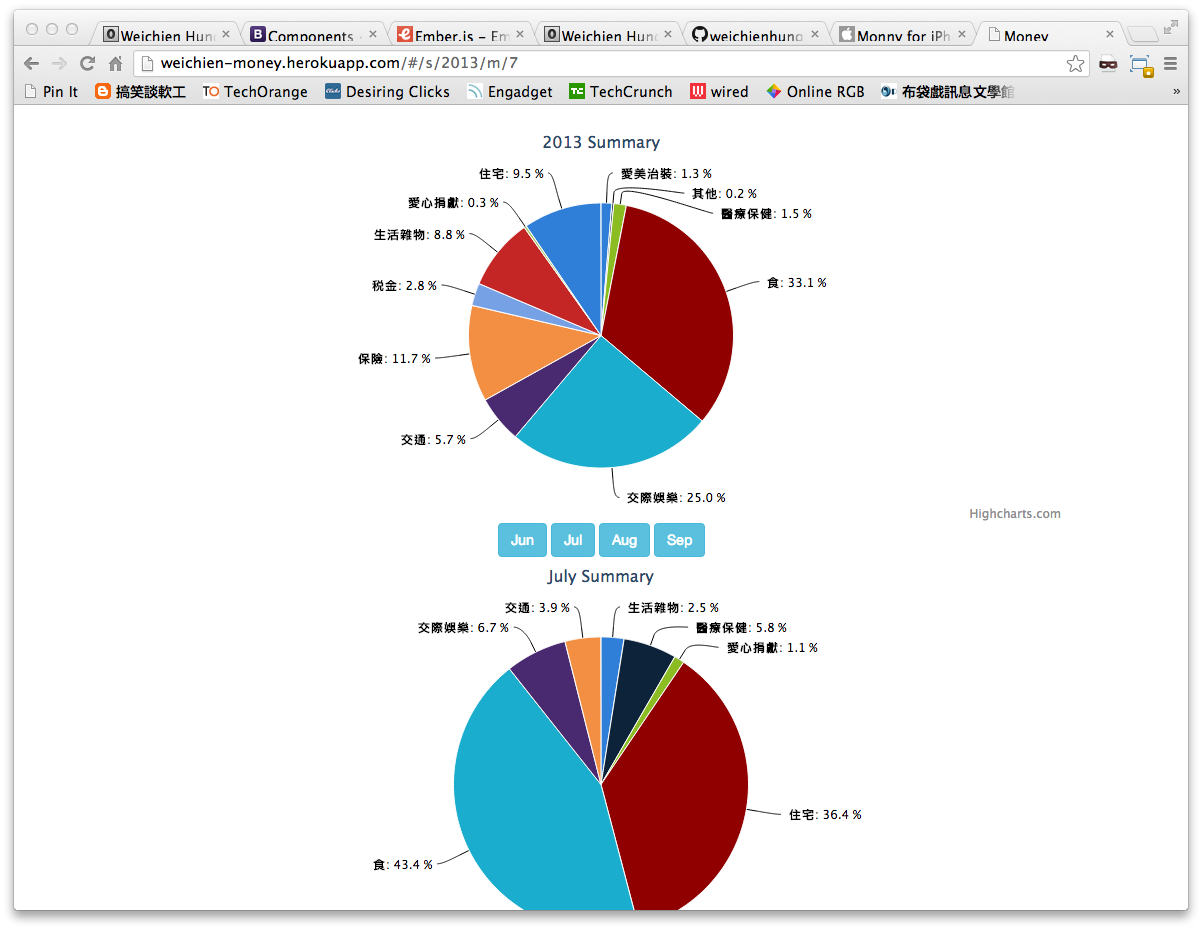 Weichien Hung
Components
Ember.js – Em
Weichien Hung
weichienhung
Monny for iPh
Money
weichien-money.herokuapp.com/#/s/2013/m/7
Pin It 搞笑談軟工 TechOrange Desiring Clicks Engadget TechCrunch wired Online RGB 布袋戲訊息文學館 »
2013 Summary
住宅: 9.5 %
愛美治裝: 1.3 %
其他: 0.2 %
愛心捐獻: 0.3 %
醫療保健: 1.5 %
生活雜物: 8.8 %
食: 33.1 %
税金: 2.8 %
保險: 11.7 %
交通: 5.7 %
交際娛樂: 25.0 %
Highcharts.com
Jun Jul Aug Sep
July Summary
交通: 3.9 %
生活雜物: 2.5 %
交際娛樂: 6.7 %
醫療保健: 5.8 %
愛心捐獻: 1.1 %
住宅: 36.4 %
食: 43.4 %